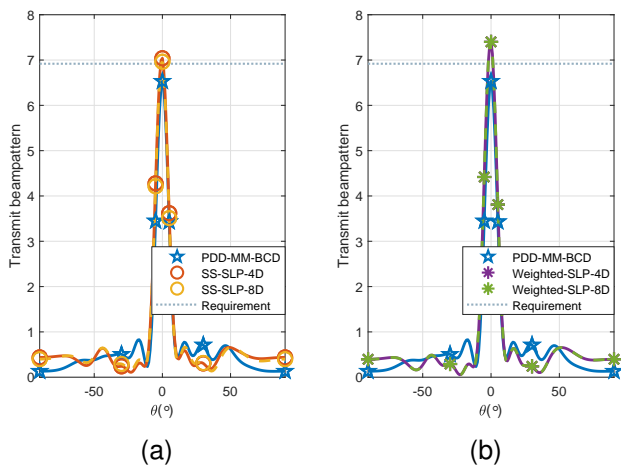 8
7
6
5
4
3
2
1
0
Transmit beampattern
PDD-MM-BCD
SS-SLP-4D
SS-SLP-8D
Requirement
-50 0 50
θ(°)
(a)
8
7
6
5
4
3
2
1
0
Transmit beampattern
PDD-MM-BCD
Weighted-SLP-4D
Weighted-SLP-8D
Requirement
-50 0 50
θ(°)
(b)